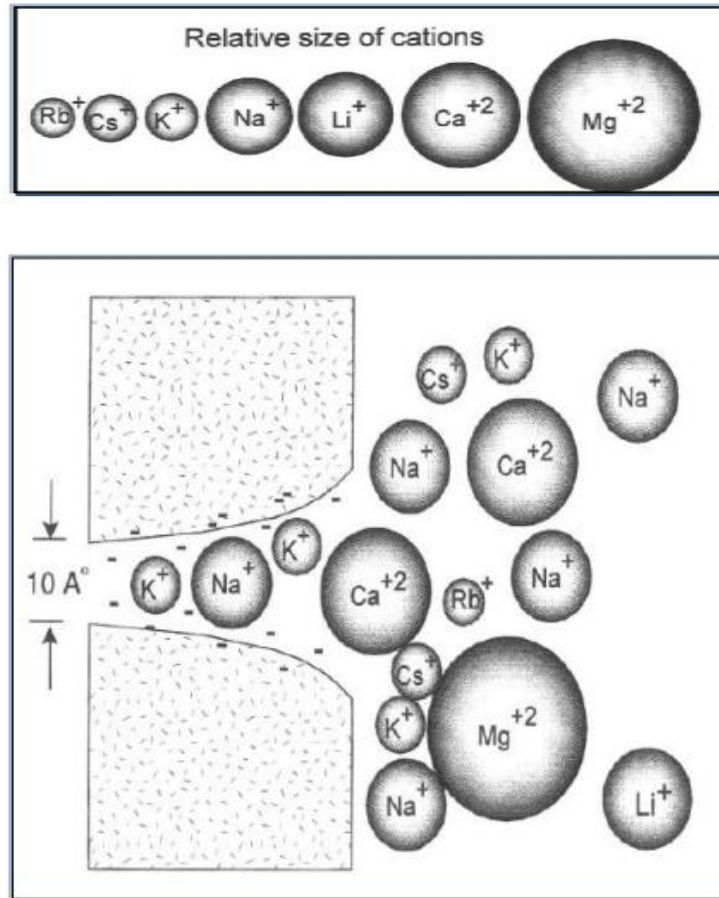 Relative size of cations
Rb+ Cs+ K+ Na+ Li+ Ca+2 Mg+2
Cs+ K+ Na+
Na+ Ca+2
10 A° K+ Na+ K+ Ca+2 Rb+ Na+
Cs+
K+ Mg+2
Na+ Li+